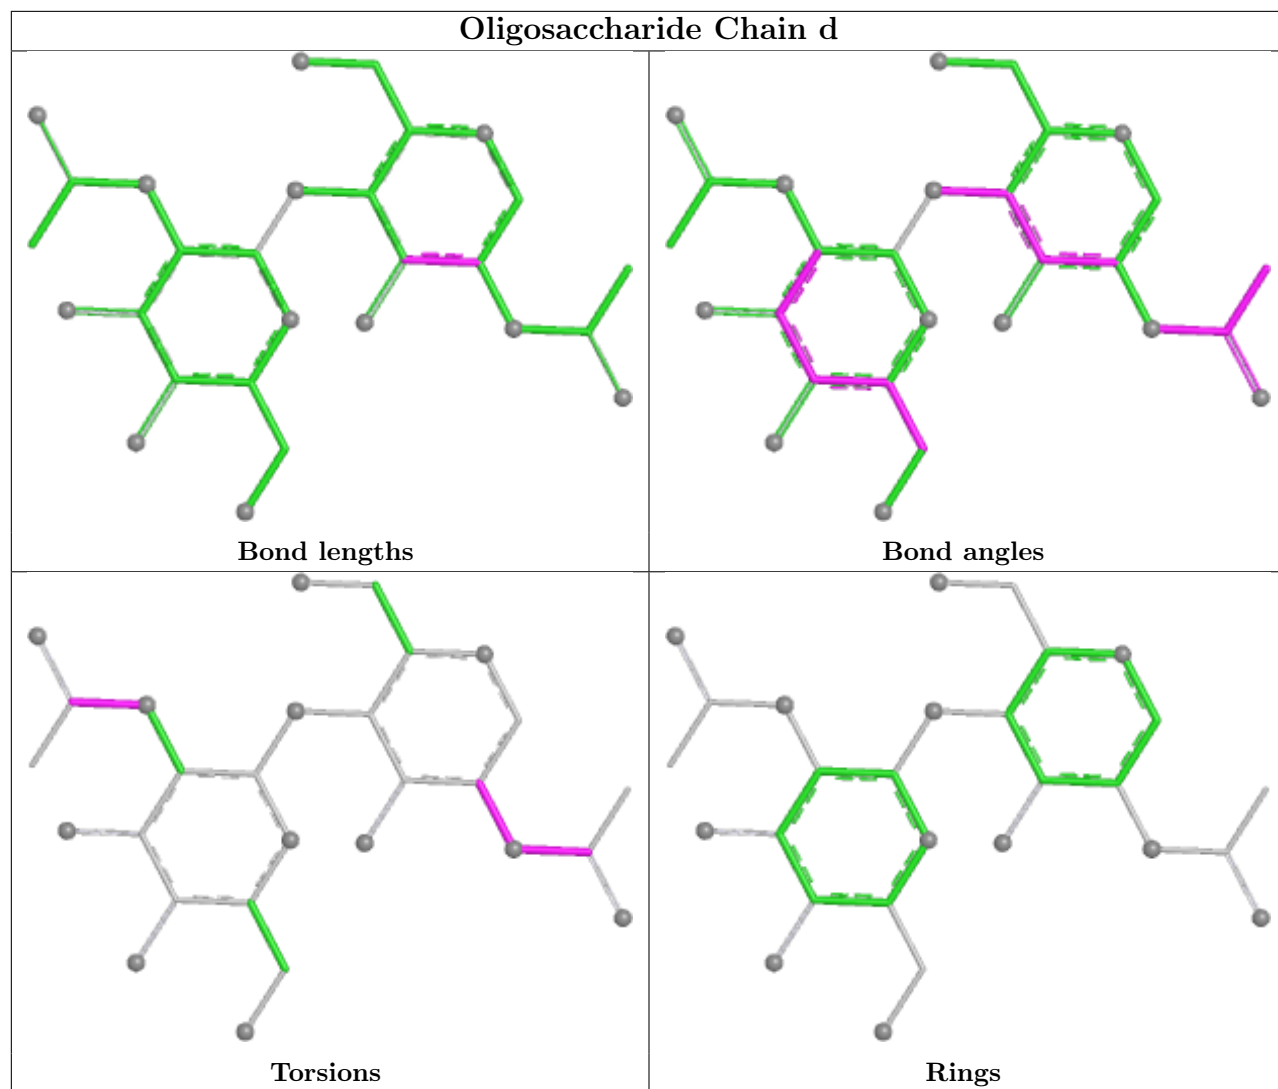 Oligosaccharide Chain d
Bond lengths
Bond angles
Torsions
Rings